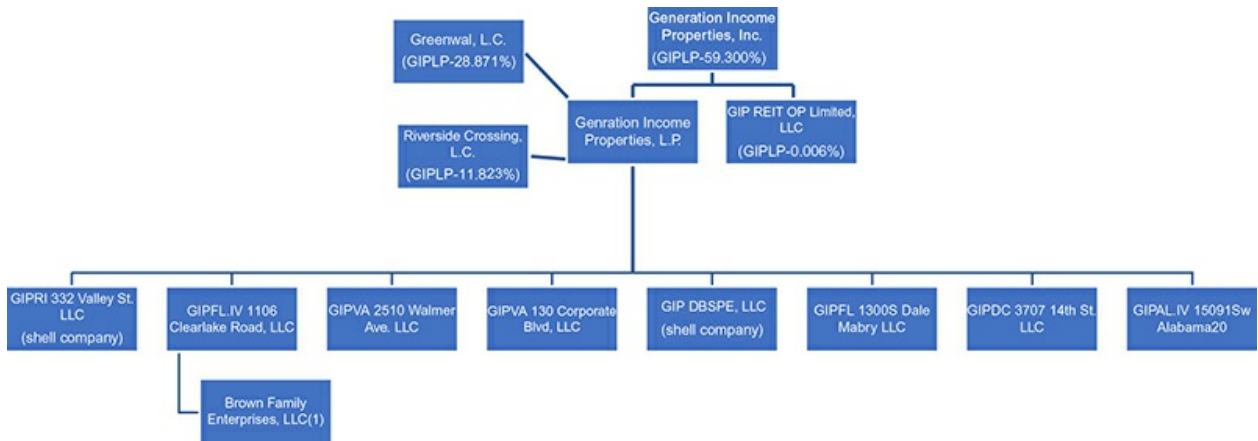 Greenwal, L.C.
(GIPLP-28.871%)
Generation Income
Properties, Inc.
(GIPLP-59.300%)
Riverside Crossing,
L.C.
(GIPLP-11.823%)
Genration Income
Properties, L.P.
GIP REIT OP Limited,
LLC
(GIPLP-0.006%)
GIPRI 332 Valley St.
LLC
(shell company)
GIPFL.IV 1106
Clearlake Road, LLC
GIPVA 2510 Walmer
Ave. LLC
GIPVA 130 Corporate
Blvd, LLC
GIP DBSPE, LLC
(shell company)
GIPFL 1300S Dale
Mabry LLC
GIPDC 3707 14th St.
LLC
GIPAL.IV 15091Sw
Alabama20
Brown Family
Enterprises, LLC(1)